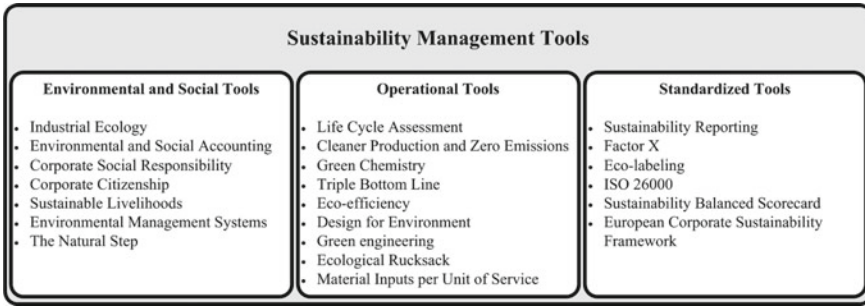 Sustainability Management Tools
Environmental and Social Tools
• Industrial Ecology
• Environmental and Social Accounting
• Corporate Social Responsibility
• Corporate Citizenship
• Sustainable Livelihoods
• Environmental Management Systems
• The Natural Step
Operational Tools
• Life Cycle Assessment
• Cleaner Production and Zero Emissions
• Green Chemistry
• Triple Bottom Line
• Eco-efficiency
• Design for Environment
• Green engineering
• Ecological Rucksack
• Material Inputs per Unit of Service
Standardized Tools
• Sustainability Reporting
• Factor X
• Eco-labeling
• ISO 26000
• Sustainability Balanced Scorecard
• European Corporate Sustainability
Framework